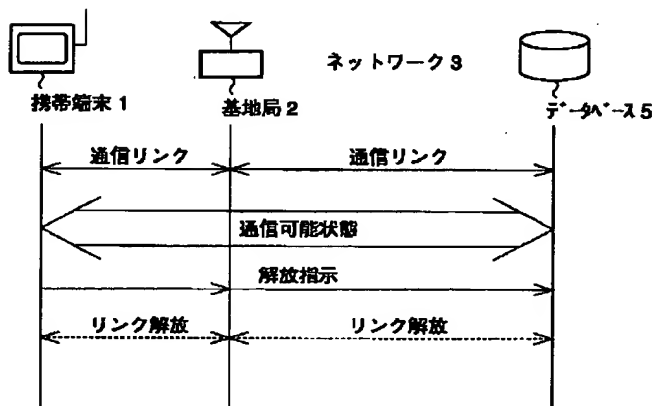 ネットワーク3
携帯端末1
基地局2
データベース5
通信リンク
通信リンク
通信可能状態
解放指示
リンク解放
リンク解放